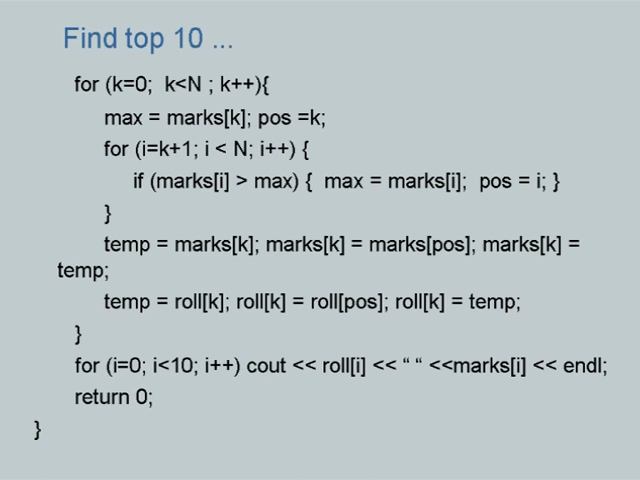 Find top 10 ...
for (k=0; k<N ; k++){
max = marks[k]; pos =k;
for (i=k+1; i < N; i++) {
if (marks[i] > max) { max = marks[i]; pos = i; }
}
temp = marks[k]; marks[k] = marks[pos]; marks[k] =
temp;
temp = roll[k]; roll[k] = roll[pos]; roll[k] = temp;
}
for (i=0; i<10; i++) cout << roll[i] << “ “ <<marks[i] << endl;
return 0;
}